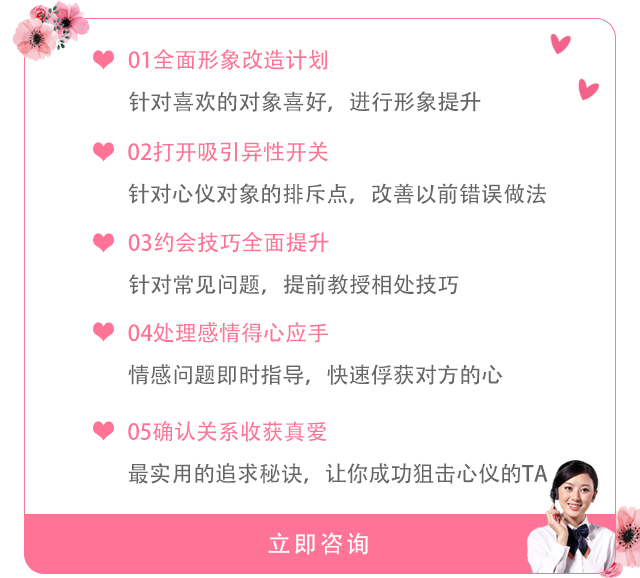 01全面形象改造计划
针对喜欢的对象喜好，进行形象提升
02打开吸引异性开关
针对心仪对象的排斥点，改善以前错误做法
03约会技巧全面提升
针对常见问题，提前教授相处技巧
04处理感情得心应手
情感问题即时指导，快速俘获对方的心
05确认关系收获真爱
最实用的追求秘诀，让你成功狙击心仪的TA
立即咨询